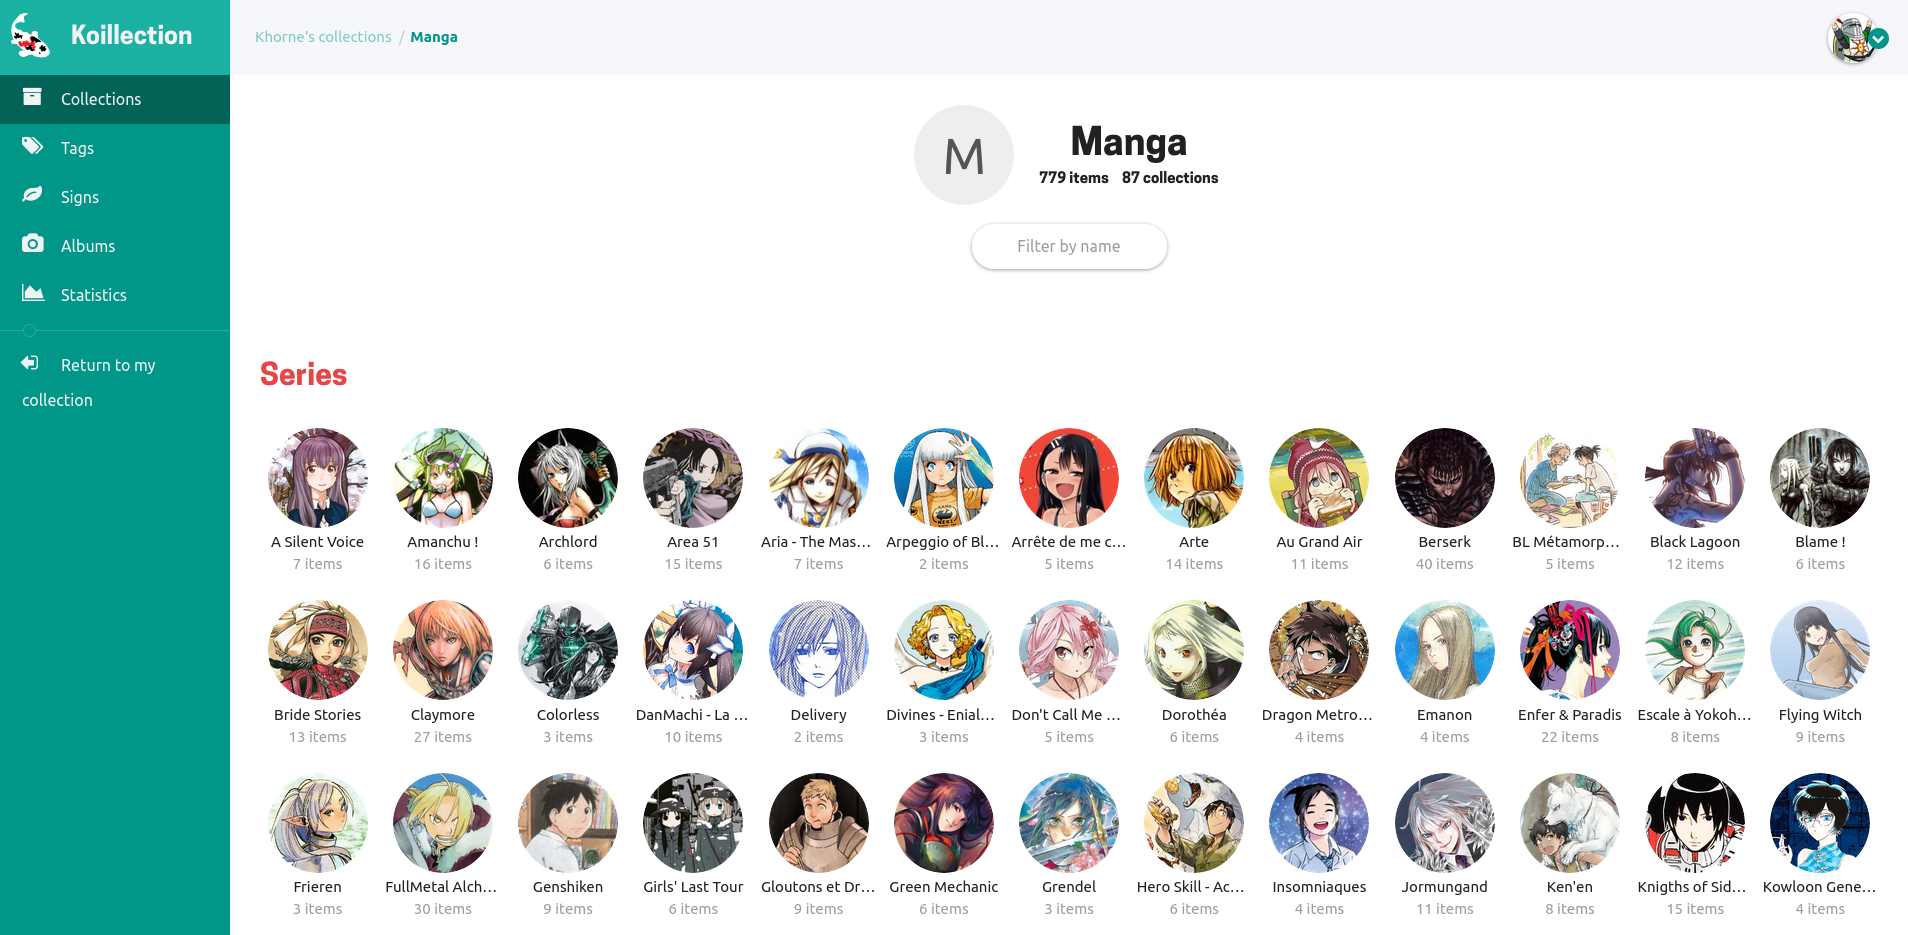 Koillection
Khorne's collections / Manga
Collections
Tags
Signs
Albums
Statistics
Return to my
collection
M
Manga
779 items 87 collections
Filter by name
Series
A Silent Voice Amanchu ! Archlord Area 51 Aria - The Mas... Arpeggio of Bl... Arrête de me c... Arte Au Grand Air Berserk BL Métamorp... Black Lagoon Blame !
7 items 16 items 6 items 15 items 7 items 2 items 5 items 14 items 11 items 40 items 5 items 12 items 6 items
Bride Stories Claymore Colorless DanMachi - La ... Delivery Divines - Enial... Don't Call Me ... Dorothéa Dragon Metro... Emanon Enfer & Paradis Escale à Yokoh... Flying Witch
13 items 27 items 3 items 10 items 2 items 3 items 5 items 6 items 4 items 4 items 22 items 8 items 9 items
Frieren FullMetal Alch... Genshiken Girls' Last Tour Gloutons et Dr... Green Mechanic Grendel Hero Skill - Ac... Insomniaques Jormungand Ken'en Knigths of Sid... Kowloon Gene...
3 items 30 items 9 items 6 items 9 items 6 items 3 items 6 items 4 items 11 items 8 items 15 items 4 items